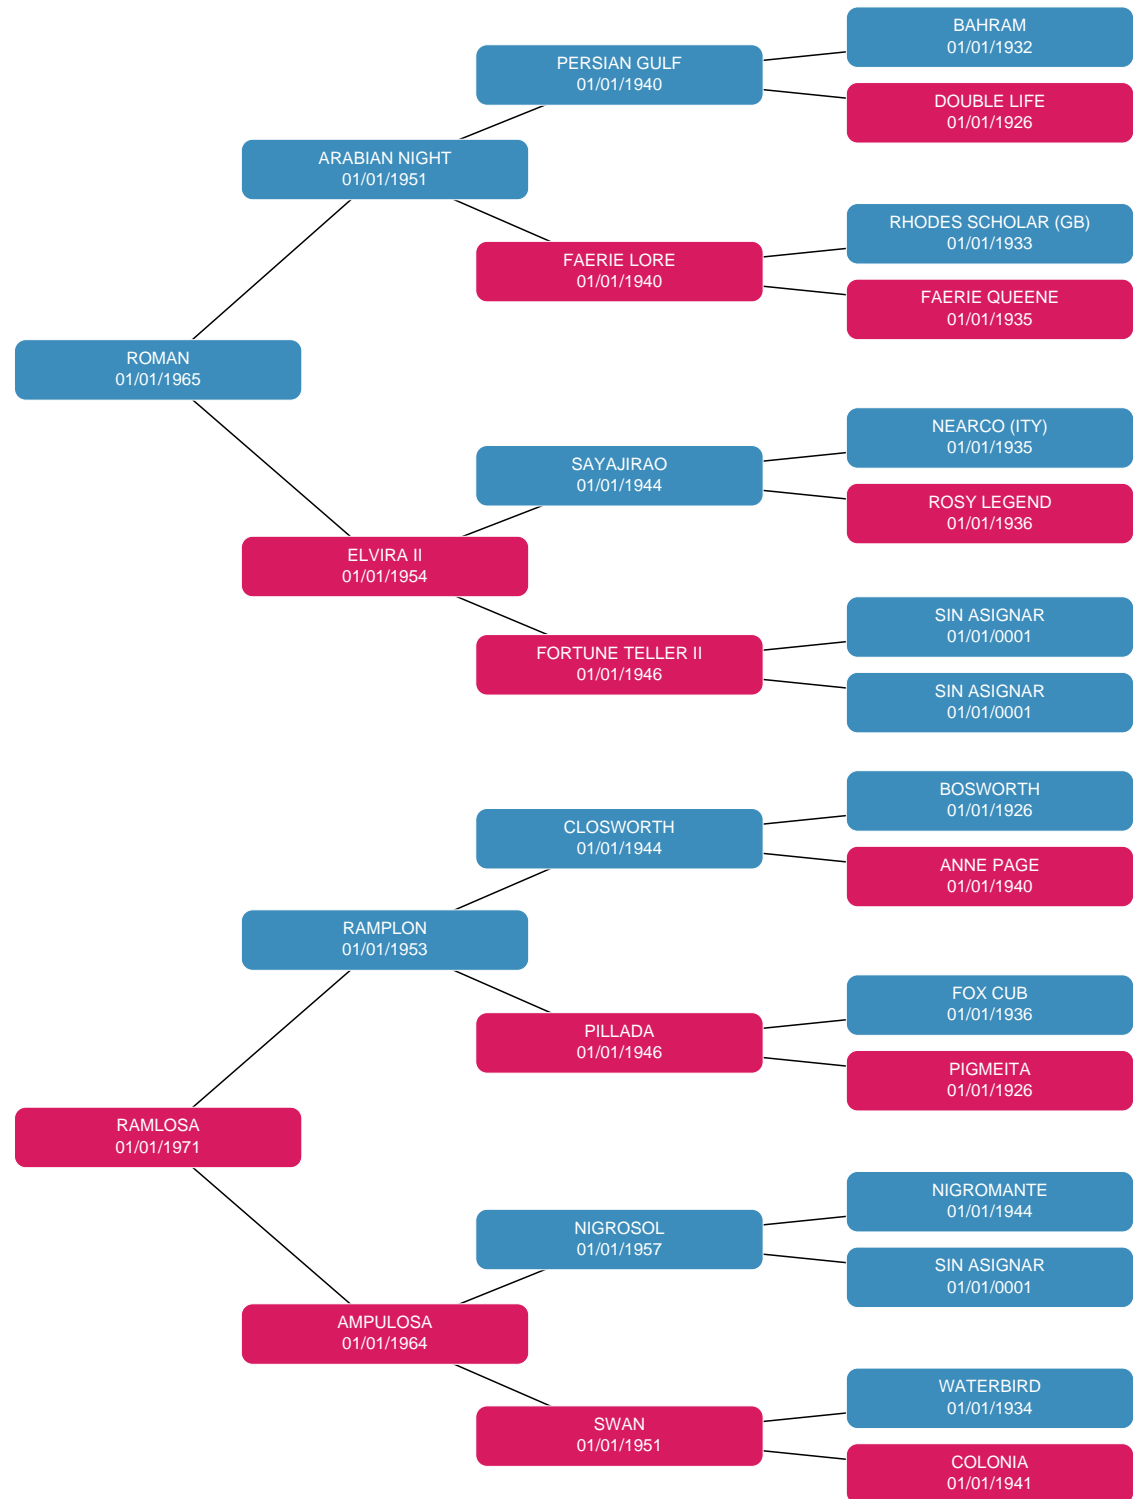 BAHRAM
01/01/1932
PERSIAN GULF
01/01/1940
DOUBLE LIFE
01/01/1926
ARABIAN NIGHT
01/01/1951
RHODES SCHOLAR (GB)
01/01/1933
FAERIE LORE
01/01/1940
FAERIE QUEENE
01/01/1935
ROMAN
01/01/1965
NEARCO (ITY)
01/01/1935
SAYAJIRAO
01/01/1944
ROSY LEGEND
01/01/1936
ELVIRA II
01/01/1954
SIN ASIGNAR
01/01/0001
FORTUNE TELLER II
01/01/1946
SIN ASIGNAR
01/01/0001
BOSWORTH
01/01/1926
CLOSWORTH
01/01/1944
ANNE PAGE
01/01/1940
RAMPLON
01/01/1953
FOX CUB
01/01/1936
PILLADA
01/01/1946
PIGMEITA
01/01/1926
RAMLOSA
01/01/1971
NIGROMANTE
01/01/1944
NIGROSOL
01/01/1957
SIN ASIGNAR
01/01/0001
AMPULOSA
01/01/1964
WATERBIRD
01/01/1934
SWAN
01/01/1951
COLONIA
01/01/1941